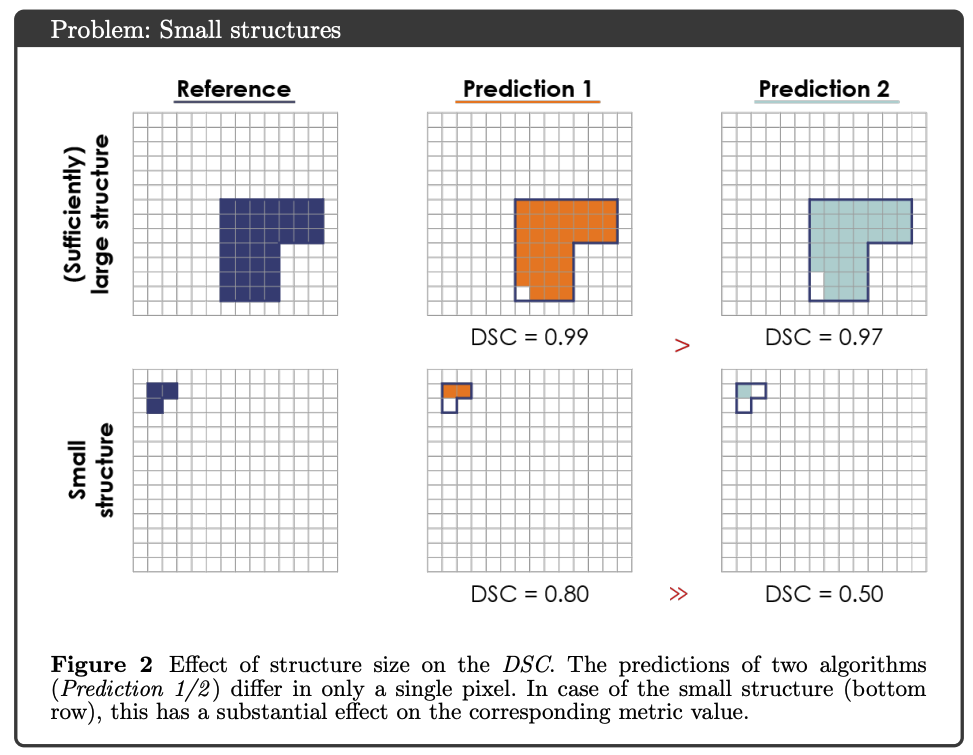 Problem: Small structures
Reference
Prediction 1
Prediction 2
(Sufficiently)
large structure
DSC = 0.99
>
DSC = 0.97
Small
structure
DSC = 0.80
≫
DSC = 0.50
Figure 2 Effect of structure size on the DSC. The predictions of two algorithms
(Prediction 1/2) differ in only a single pixel. In case of the small structure (bottom
row), this has a substantial effect on the corresponding metric value.